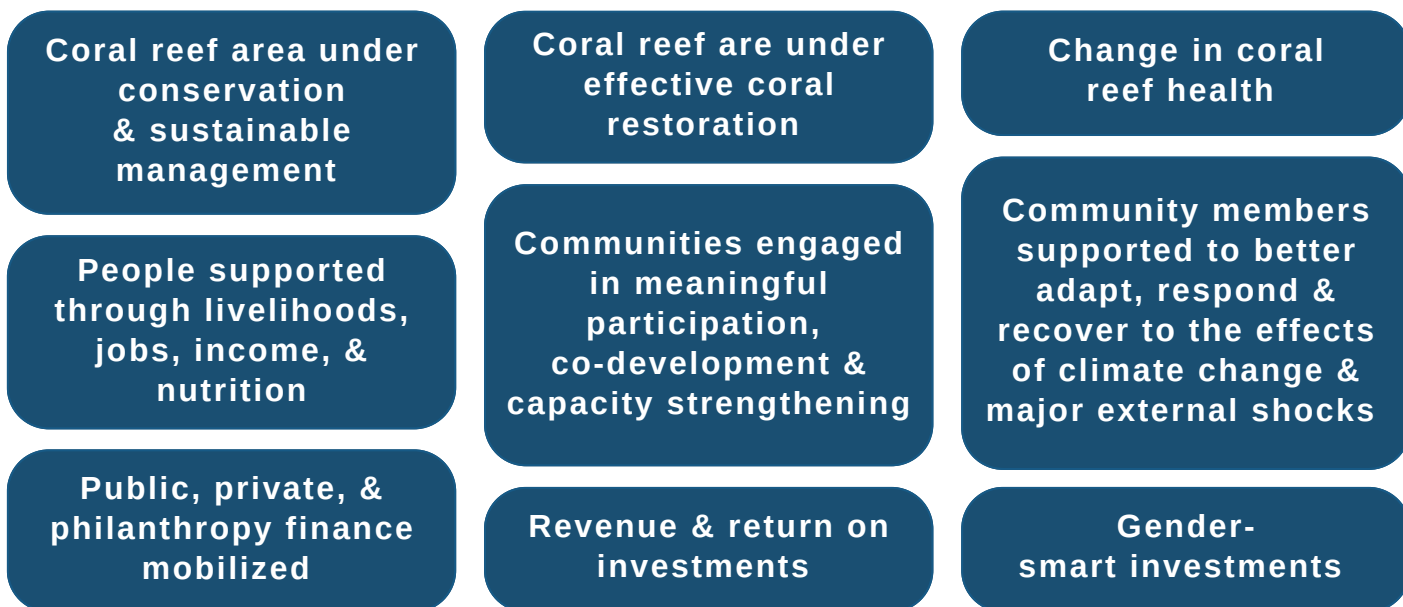 Coral reef area under
conservation
& sustainable
management
Coral reef are under
effective coral
restoration
Change in coral
reef health
People supported
through livelihoods,
jobs, income, &
nutrition
Communities engaged
in meaningful
participation,
co-development &
capacity strengthening
Community members
supported to better
adapt, respond &
recover to the effects
of climate change &
major external shocks
Public, private, &
philanthropy finance
mobilized
Revenue & return on
investments
Gender-
smart investments